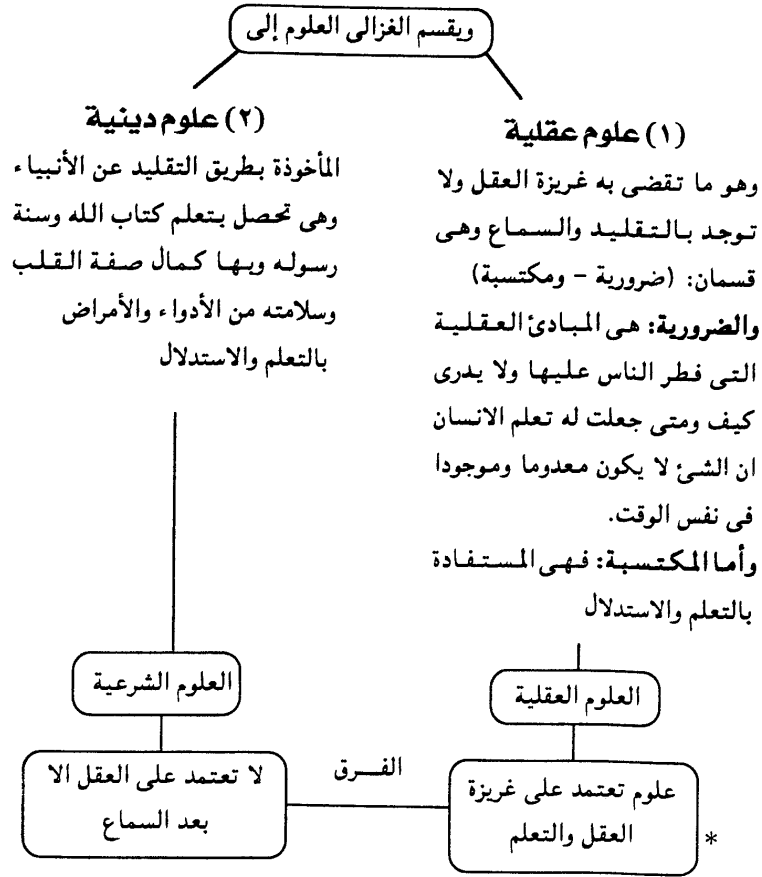 ويقسم الغزالى العلوم إلى
(١) علوم عقلية
وهو ما تقضى به غريزة العقل ولا
توجد بالتقليد والسماع وهى
قسمان: (ضرورية - ومكتسبة)
والضرورية: هى المبادئ العقلية
التى فطر الناس عليها ولا يدرى
كيف ومتى جعلت له تعلم الانسان
ان الشئ لا يكون معدوما وموجودا
فى نفس الوقت.
وأما المكتسبة: فهى المستفادة
بالتعلم والاستدلال
(٢) علوم دينية
المأخوذة بطريق التقليد عن الأنبياء
وهى تحصل بتعلم كتاب الله وسنة
رسوله وبها كمال صفة القلب
وسلامته من الأدواء والأمراض
بالتعلم والاستدلال
العلوم العقلية
العلوم الشرعية
علوم تعتمد على غريزة
العقل والتعلم
*
الفرق
لا تعتمد على العقل الا
بعد السماع